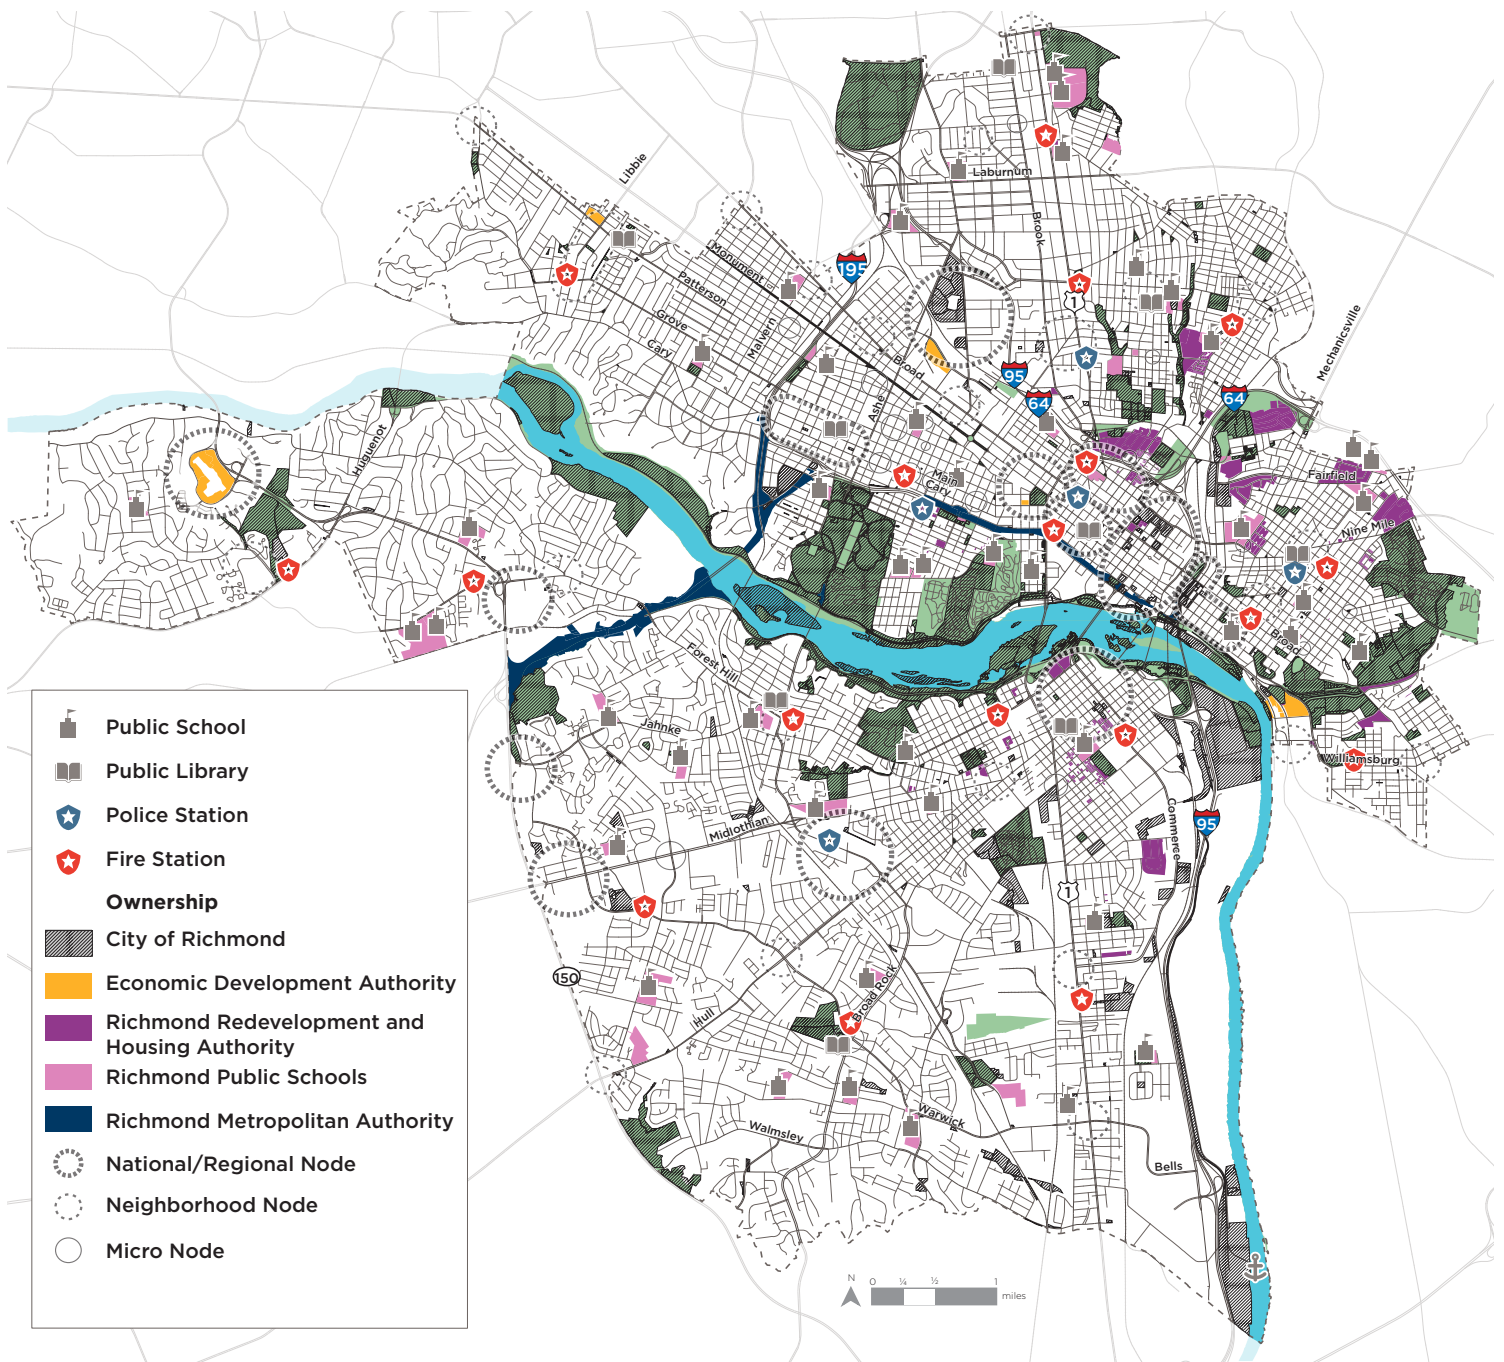 Libbie
Laburnum
Brook
195
Monument
Patterson
Grove
Cary
Malvern
Mechanicsville
1
Broad
95
64
64
Ashe
Huguenot
Main
Cary
Fairfield
Nine Mile
Broad
Forest Hill
Jahnke
Williamsburg
Midlothian
Commerce
95
1
150
Broad Rock
Hull
Warwick
Walmsley
Bells
Public School
Public Library
Police Station
Fire Station
Ownership
City of Richmond
Economic Development Authority
Richmond Redevelopment and
Housing Authority
Richmond Public Schools
Richmond Metropolitan Authority
National/Regional Node
Neighborhood Node
Micro Node
N
0 ¼ ½ 1
miles